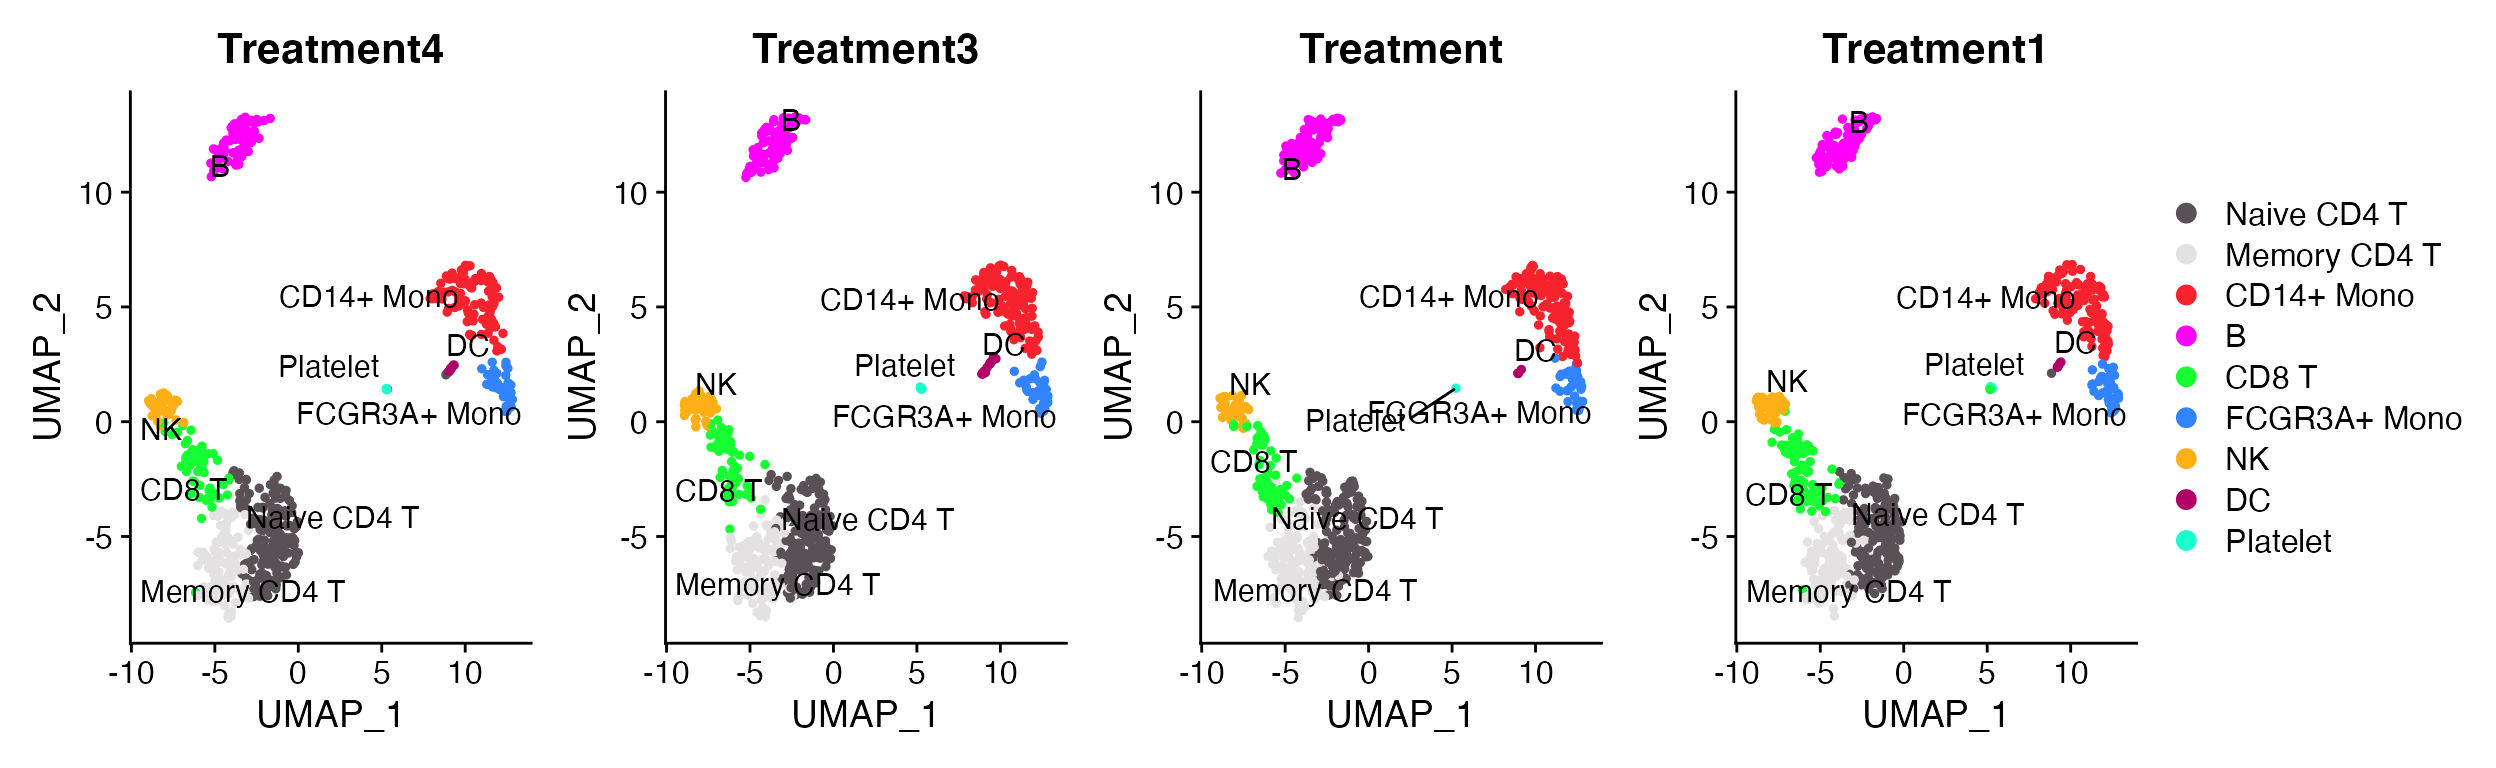 Treatment4
B
CD14+ Mono
DC
Platelet
FCGR3A+ Mono
NK
CD8 T
Naive CD4 T
Memory CD4 T
10
5
0
-5
-10
-5
0
5
10
UMAP_2
UMAP_1
Treatment3
B
CD14+ Mono
DC
Platelet
NK
FCGR3A+ Mono
CD8 T
Naive CD4 T
Memory CD4 T
10
5
0
-5
-10
-5
0
5
10
UMAP_2
UMAP_1
Treatment
B
CD14+ Mono
DC
NK
FCGR3A+ Mono
Platelet
CD8 T
Naive CD4 T
Memory CD4 T
10
5
0
-5
-10
-5
0
5
10
UMAP_2
UMAP_1
Treatment1
B
CD14+ Mono
DC
Platelet
NK
FCGR3A+ Mono
CD8 T
Naive CD4 T
Memory CD4 T
10
5
0
-5
-10
-5
0
5
10
UMAP_2
UMAP_1
Naive CD4 T
Memory CD4 T
CD14+ Mono
B
CD8 T
FCGR3A+ Mono
NK
DC
Platelet